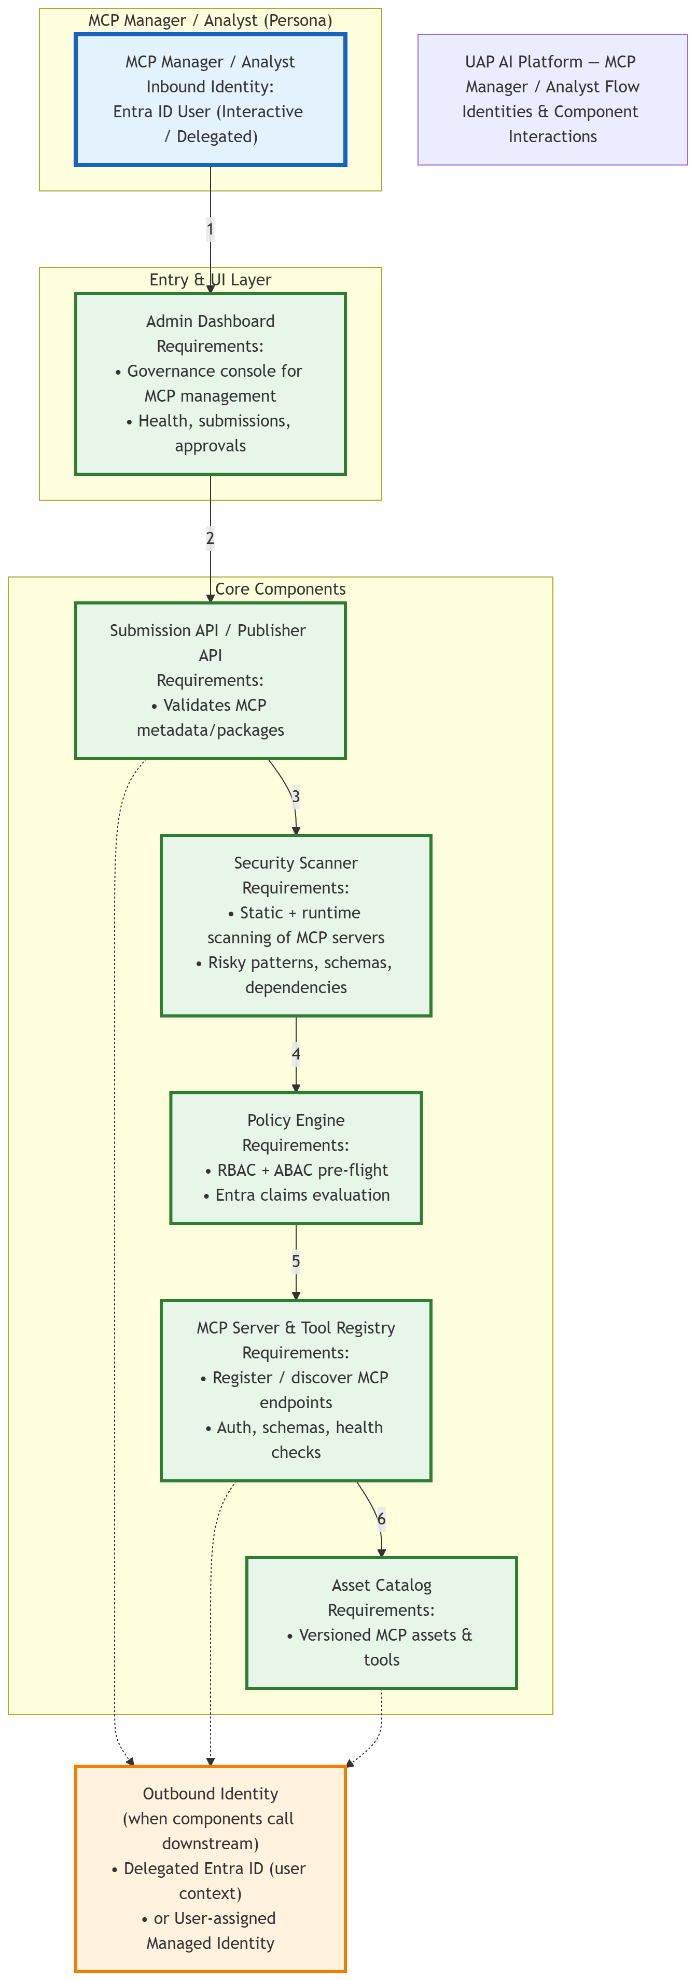 MCP Manager / Analyst (Persona)
MCP Manager / Analyst
Inbound Identity:
Entra ID User (Interactive
/ Delegated)
UAP AI Platform — MCP
Manager / Analyst Flow
Identities & Component
Interactions
1
Entry & UI Layer
Admin Dashboard
Requirements:
• Governance console for
MCP management
• Health, submissions,
approvals
2
Core Components
Submission API / Publisher
API
Requirements:
• Validates MCP
metadata/packages
3
Security Scanner
Requirements:
• Static + runtime
scanning of MCP servers
• Risky patterns, schemas,
dependencies
4
Policy Engine
Requirements:
• RBAC + ABAC pre-flight
• Entra claims evaluation
5
MCP Server & Tool Registry
Requirements:
• Register / discover MCP
endpoints
• Auth, schemas, health
checks
6
Asset Catalog
Requirements:
• Versioned MCP assets &
tools
Outbound Identity
(when components call
downstream)
• Delegated Entra ID (user
context)
• or User-assigned
Managed Identity